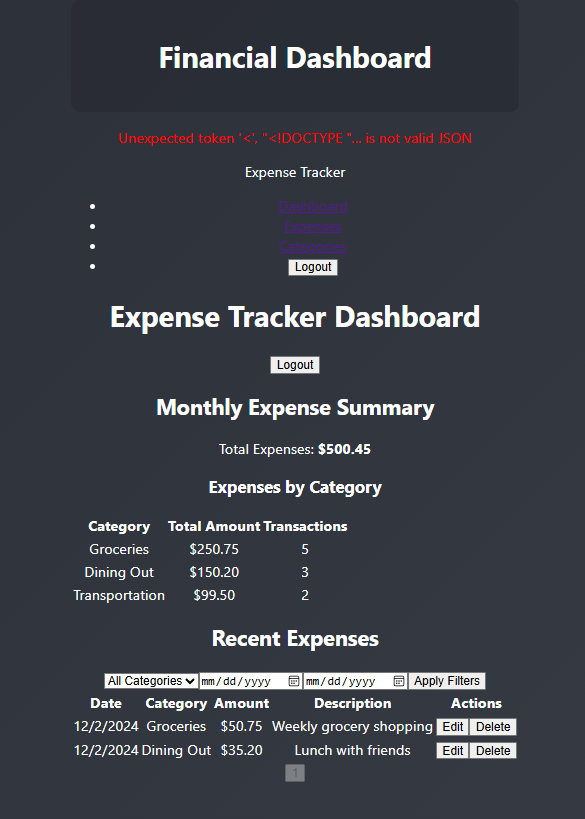 Financial Dashboard
Unexpected token '<', "<!DOCTYPE "... is not valid JSON
Expense Tracker
Dashboard
Expenses
Categories
Logout
Expense Tracker Dashboard
Logout
Monthly Expense Summary
Total Expenses: $500.45
Expenses by Category
Category Total Amount Transactions
Groceries $250.75 5
Dining Out $150.20 3
Transportation $99.50 2
Recent Expenses
All Categories mm/dd/yyyy mm/dd/yyyy Apply Filters
Date Category Amount Description Actions
12/2/2024 Groceries $50.75 Weekly grocery shopping Edit Delete
12/2/2024 Dining Out $35.20 Lunch with friends Edit Delete
1